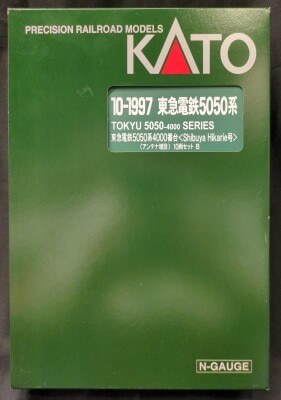 PRECISION RAILROAD MODELS
KATO
10-1997 東急電鉄5050系
TOKYU 5050-4000 SERIES
東急電鉄5050系4000番台<Shibuya Hikarie号>
(アンテナ増設) 10両セット B
N-GAUGE